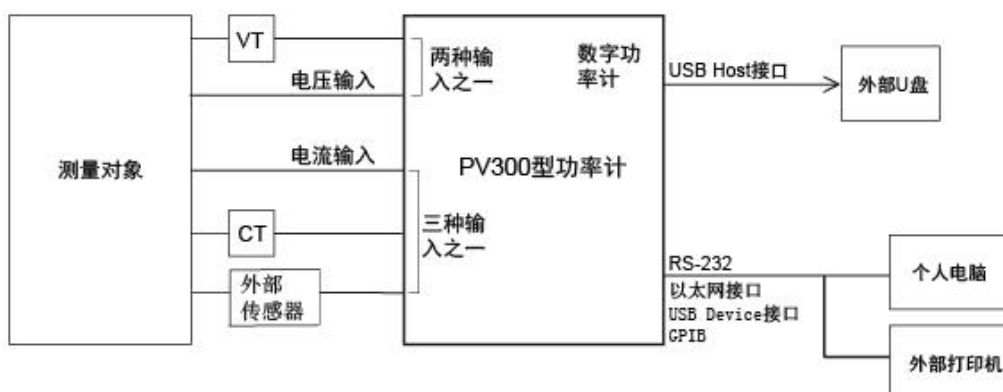 测量对象
VT
电压输入
电流输入
CT
外部
传感器
两种输
入之一
三种输
入之一
数字功
率计
PV300型功率计
USB Host接口
外部U盘
RS-232
以太网接口
USB Device接口
GPIB
个人电脑
外部打印机